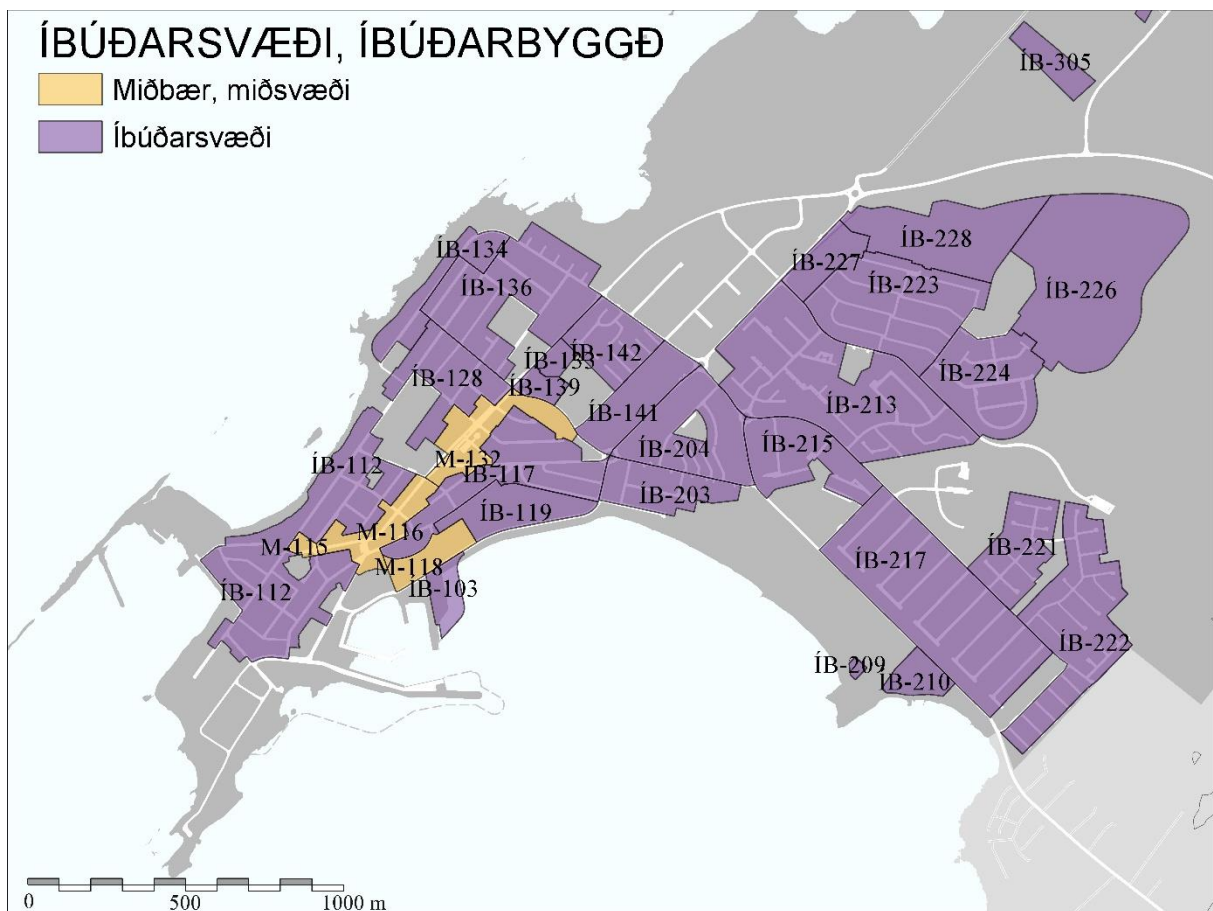 ÍBÚÐARSVÆÐI, ÍBÚÐARBYGGÐ
Miðbær, miðsvæði
Íbúðarsvæði
ÍB-305
ÍB-134
ÍB-228
ÍB-227
ÍB-136
ÍB-223
ÍB-226
ÍB-142
ÍB-133
ÍB-128
ÍB-139
ÍB-224
ÍB-141
ÍB-213
ÍB-204
ÍB-215
M-132
ÍB-112
ÍB-117
ÍB-203
ÍB-119
M-116
M-115
ÍB-221
ÍB-217
M-118
ÍB-112
ÍB-103
ÍB-222
ÍB-209
ÍB-210
0 500 1000 m